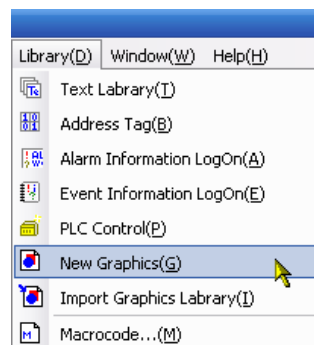 Library(D) Window(W) Help(H)
Text Labrary(T)
Address Tag(B)
Alarm Information LogOn(A)
Event Information LogOn(E)
PLC Control(P)
New Graphics(G)
Import Graphics Labrary(I)
Macrocode...(M)